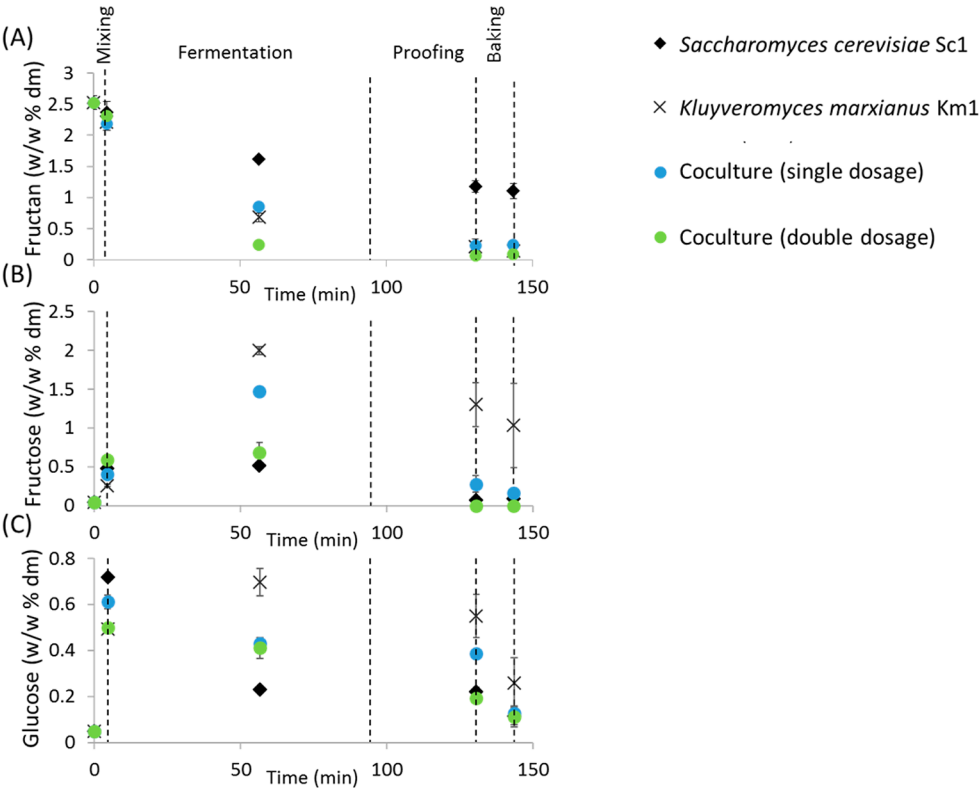 (A)
Mixing
Fermentation
Proofing
Baking
Saccharomyces cerevisiae Sc1
Kluyveromyces marxianus Km1
Coculture (single dosage)
Coculture (double dosage)
Fructan (w/w % dm)
3
2.5
2
1.5
1
0.5
0
0 50 100 150
Time (min)
(B)
Fructose (w/w % dm)
2.5
2
1.5
1
0.5
0
0 50 100 150
Time (min)
(C)
Glucose (w/w % dm)
0.8
0.6
0.4
0.2
0
0 50 100 150
Time (min)